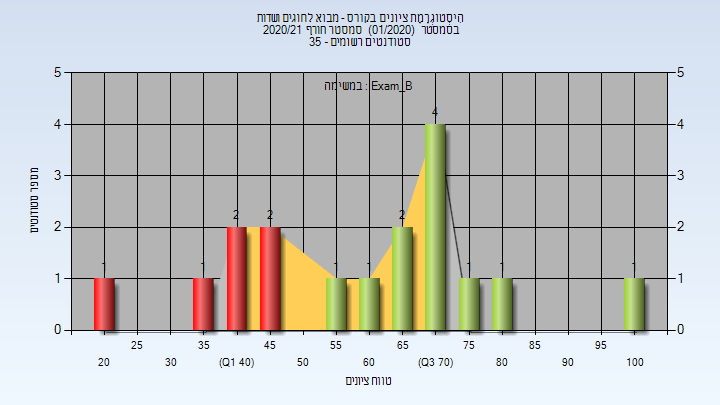 היסטוגרמת ציונים בקורס - מבוא לחוגים ושדות
בסמסטר (01/2020) סמסטר חורף 2020/21
סטודנטים רשומים - 35
במשימה : Exam_B
מספר סטודנטים
5 5
4 4
3 3
2 2
1 1
0 0
1 1 2 2 1 1 2 4 1 1 1
25 35 45 55 65 75 85 95
20 30 (Q1 40) 50 60 (Q3 70) 80 90 100
טווח ציונים